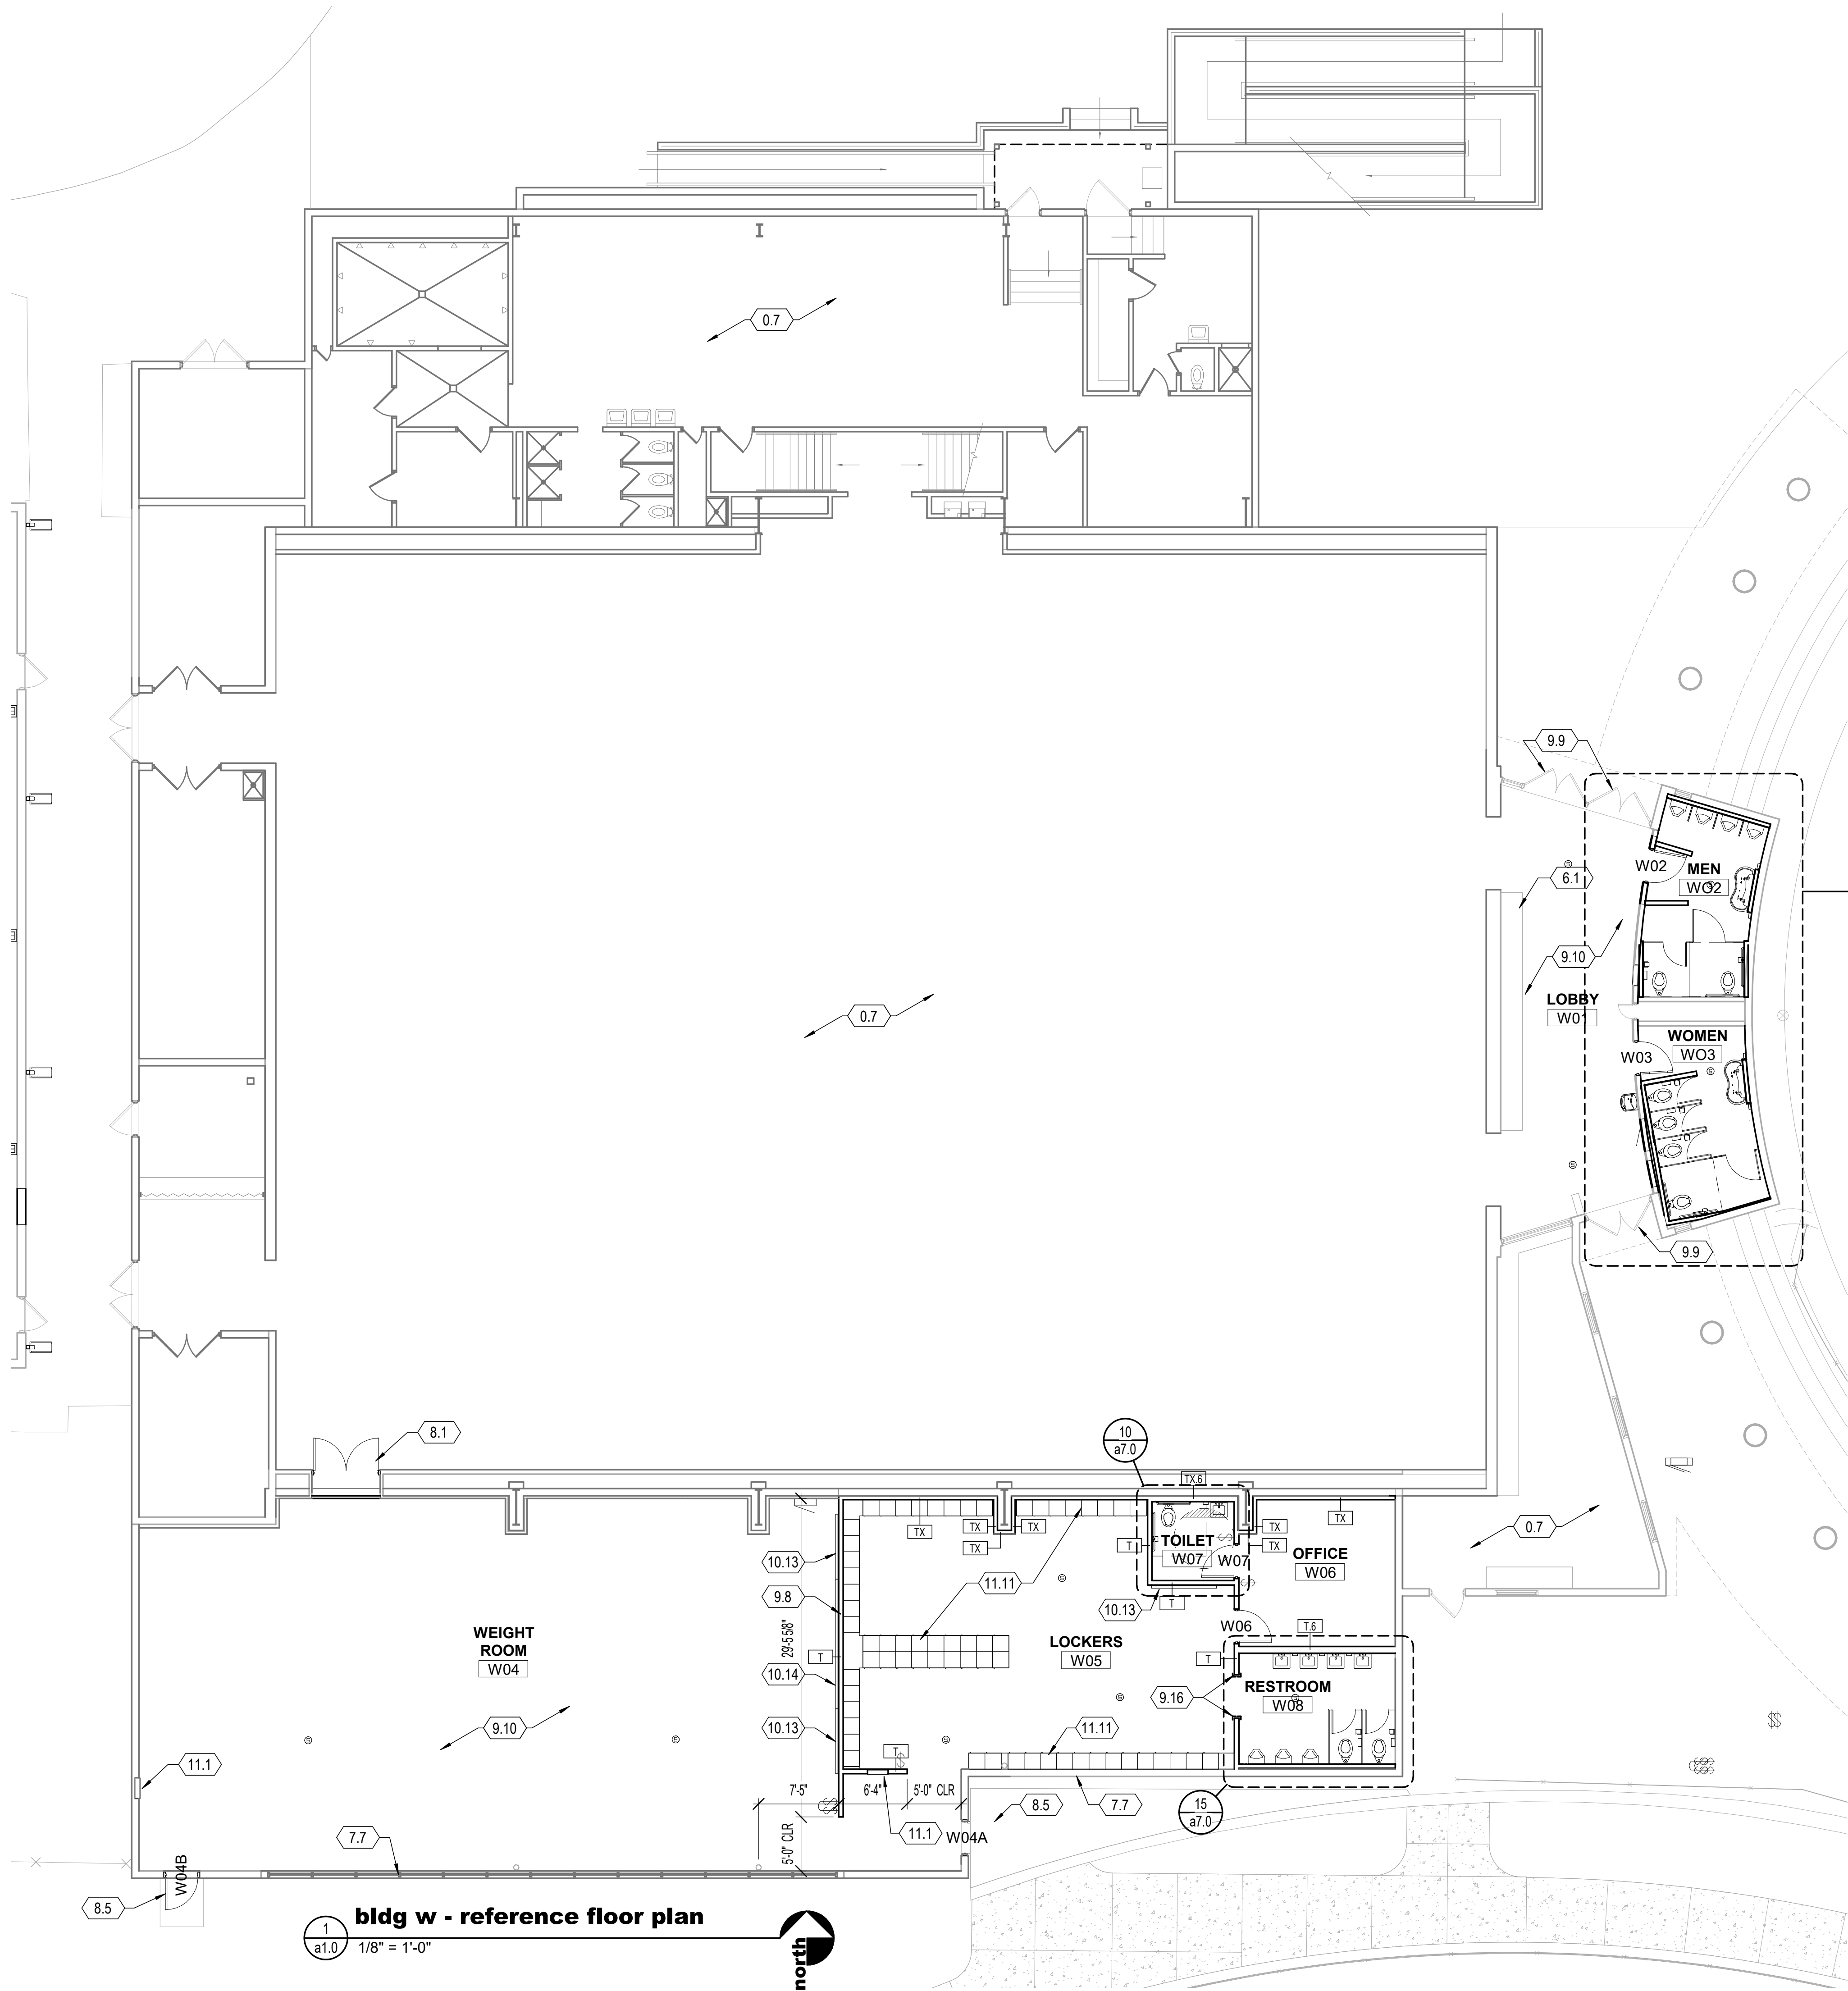 0.7
9.9
W02
MEN
WO2
6.1
9.10
LOBBY
W01
WOMEN
WO3
W03
0.7
9.9
8.1
10
a7.0
TX.6
TX
TX
TX
TX
TX
TX
TX
T
TOILET
W07
W07
OFFICE
W06
0.7
10.13
9.8
11.11
10.13
T
29'-5 5/8"
WEIGHT
ROOM
W04
LOCKERS
W05
W06
T.6
T
T
10.14
9.16
RESTROOM
W08
9.10
10.13
11.11
T
11.1
7'-5"
6'-4"
5'-0" CLR
8.5
7.7
15
a7.0
11.1
W04A
7.7
5'-0" CLR
W04B
8.5
1
a1.0
bldg w - reference floor plan
1/8" = 1'-0"
north